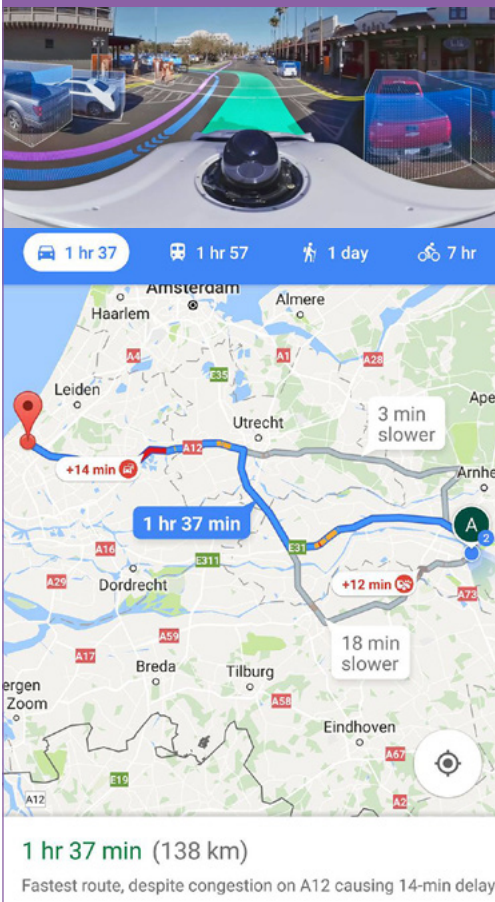 1 hr 37
1 hr 57
1 day
7 hr
Amsterdam
Haarlem
Almere
A4
A1
A28
E35
Leiden
Ape
3 min
slower
Utrecht
A12
+14 min
Arnhe
A
1 hr 37 min
2
E31
A16
E311
+12 min
A29
Dordrecht
A73
A59
A17
18 min
slower
Breda
Tilburg
ergen
Zoom
A58
Eindhoven
A67
E19
A12
A2
1 hr 37 min (138 km)
Fastest route, despite congestion on A12 causing 14-min delay